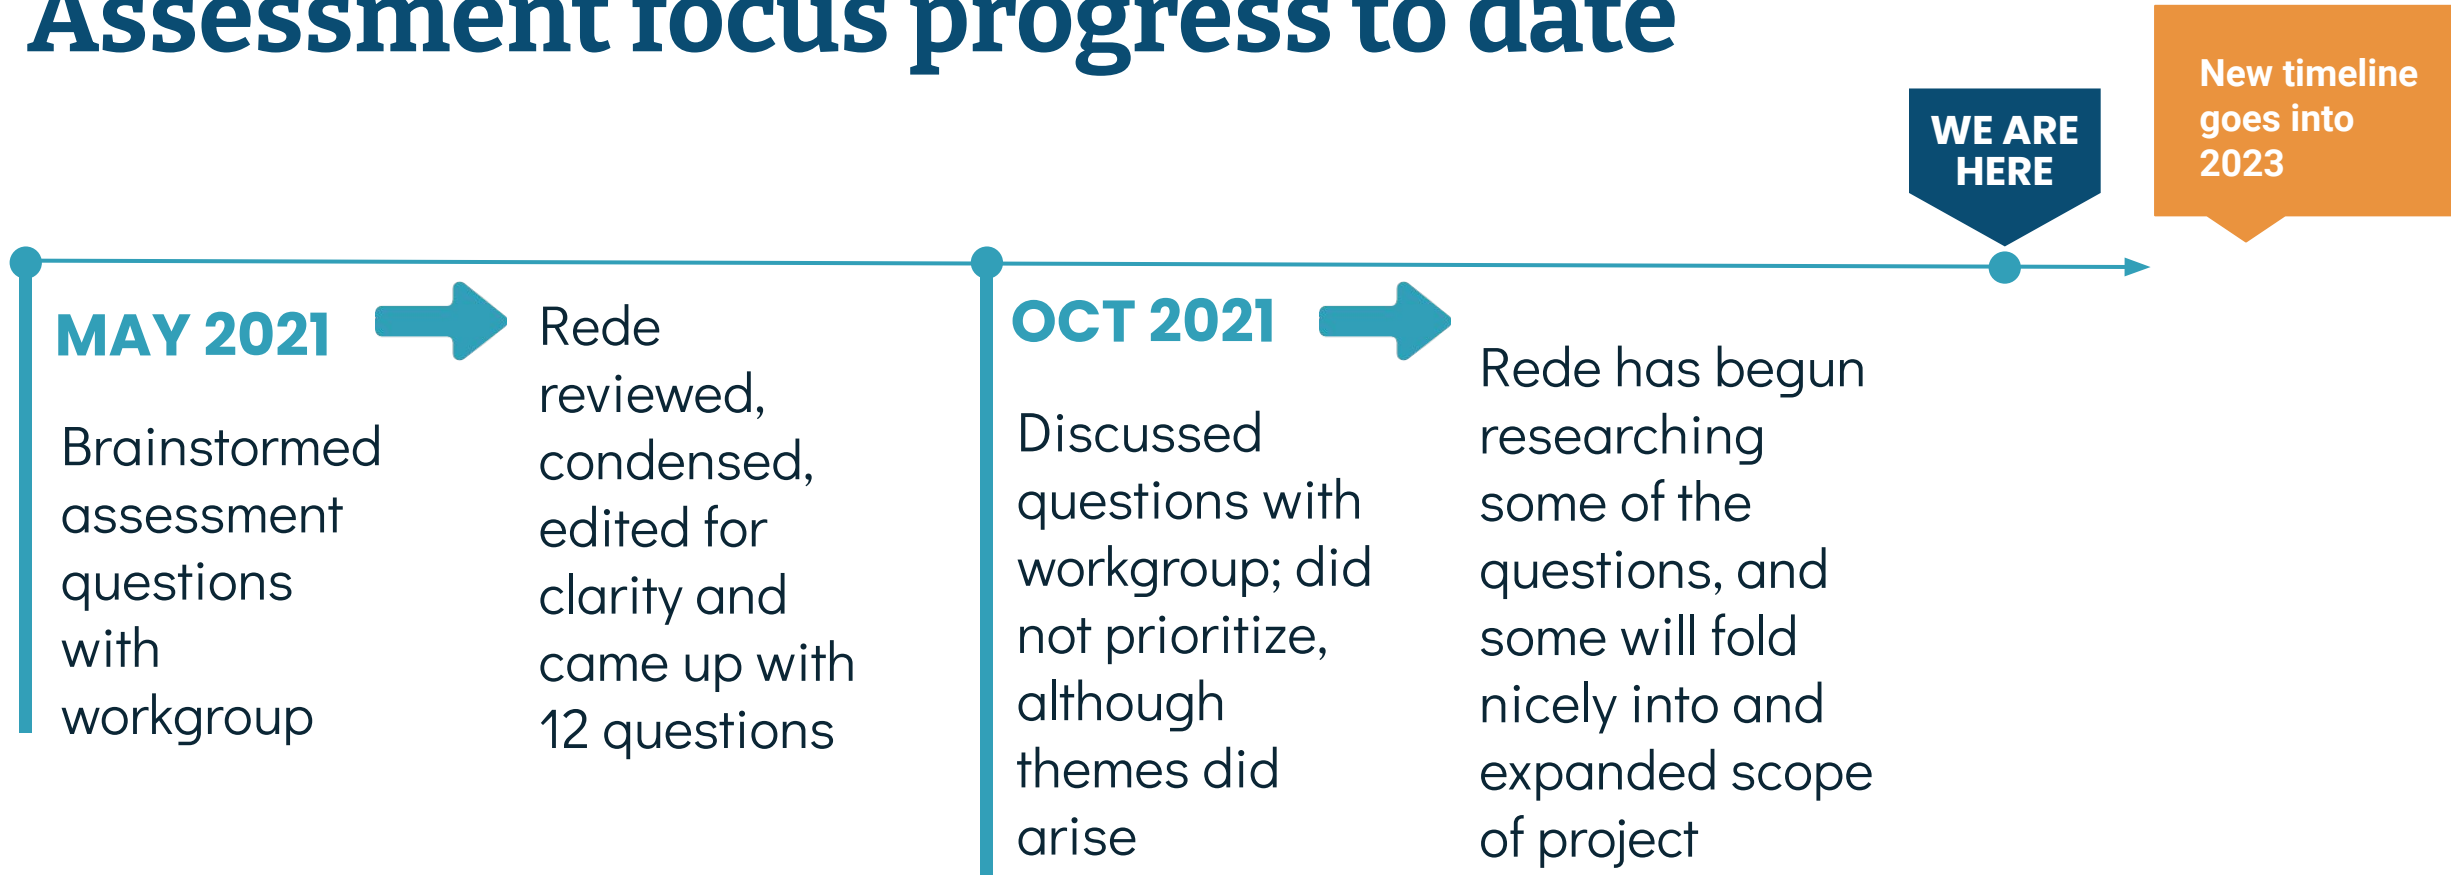 Assessment focus progress to date
New timeline
goes into
2023
WE ARE
HERE
MAY 2021
Brainstormed
assessment
questions
with
workgroup
Rede
reviewed,
condensed,
edited for
clarity and
came up with
12 questions
OCT 2021
Discussed
questions with
workgroup; did
not prioritize,
although
themes did
arise
Rede has begun
researching
some of the
questions, and
some will fold
nicely into and
expanded scope
of project